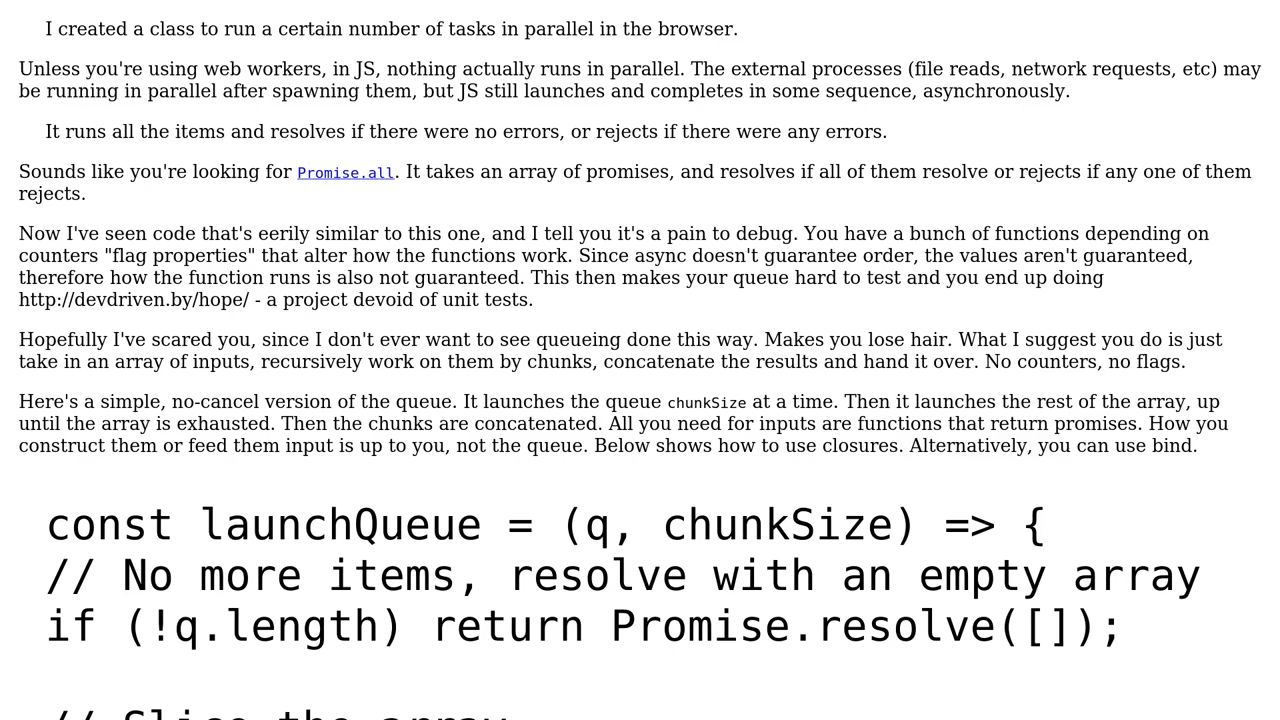 I created a class to run a certain number of tasks in parallel in the browser.
Unless you're using web workers, in JS, nothing actually runs in parallel. The external processes (file reads, network requests, etc) may
be running in parallel after spawning them, but JS still launches and completes in some sequence, asynchronously.
It runs all the items and resolves if there were no errors, or rejects if there were any errors.
Sounds like you're looking for Promise.all. It takes an array of promises, and resolves if all of them resolve or rejects if any one of them
rejects.
Now I've seen code that's eerily similar to this one, and I tell you it's a pain to debug. You have a bunch of functions depending on
counters "flag properties" that alter how the functions work. Since async doesn't guarantee order, the values aren't guaranteed,
therefore how the function runs is also not guaranteed. This then makes your queue hard to test and you end up doing
http://devdriven.by/hope/ - a project devoid of unit tests.
Hopefully I've scared you, since I don't ever want to see queueing done this way. Makes you lose hair. What I suggest you do is just
take in an array of inputs, recursively work on them by chunks, concatenate the results and hand it over. No counters, no flags.
Here's a simple, no-cancel version of the queue. It launches the queue chunkSize at a time. Then it launches the rest of the array, up
until the array is exhausted. Then the chunks are concatenated. All you need for inputs are functions that return promises. How you
construct them or feed them input is up to you, not the queue. Below shows how to use closures. Alternatively, you can use bind.
const launchQueue = (q, chunkSize) => {
// No more items, resolve with an empty array
if (!q.length) return Promise.resolve([]);
// Slice the array